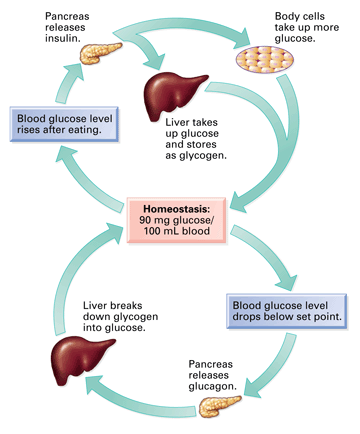 Pancreas
releases
insulin.
Body cells
take up more
glucose.
Blood glucose level
rises after eating.
Liver takes
up glucose
and stores
as glycogen.
Homeostasis:
90 mg glucose/
100 mL blood
Liver breaks
down glycogen
into glucose.
Blood glucose level
drops below set point.
Pancreas
releases
glucagon.